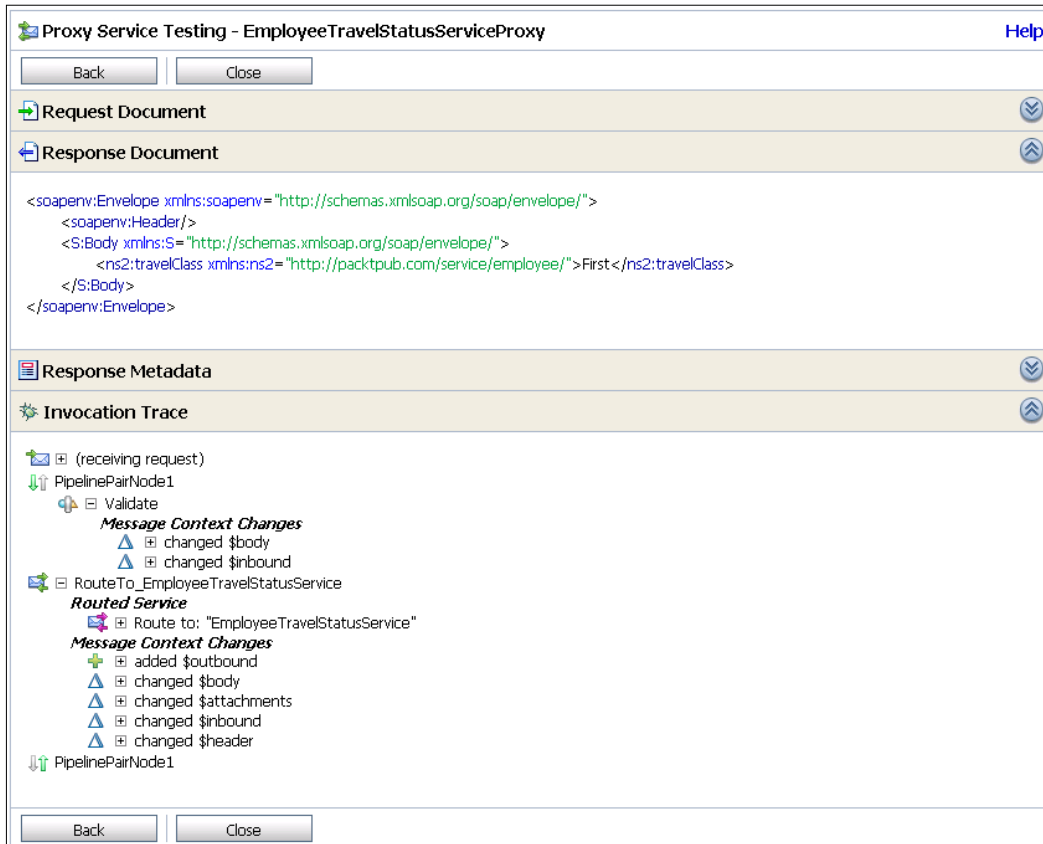 Proxy Service Testing - EmployeeTravelStatusServiceProxy Help
Back Close
Request Document
Response Document
<soapenv:Envelope xmlns:soapenv="http://schemas.xmlsoap.org/soap/envelope/">
<soapenv:Header/>
<S:Body xmlns:S="http://schemas.xmlsoap.org/soap/envelope/">
<ns2:travelClass xmlns:ns2="http://packtpub.com/service/employee/">First</ns2:travelClass>
</S:Body>
</soapenv:Envelope>
Response Metadata
Invocation Trace
(receiving request)
PipelinePairNode1
Validate
Message Context Changes
changed $body
changed $inbound
RouteTo_EmployeeTravelStatusService
Routed Service
Route to: "EmployeeTravelStatusService"
Message Context Changes
added $outbound
changed $body
changed $attachments
changed $inbound
changed $header
PipelinePairNode1
Back Close